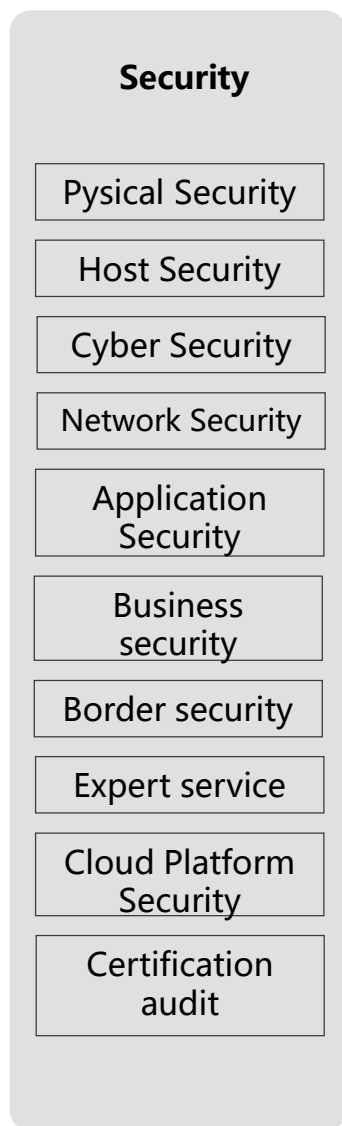 Security
Pysical Security
Host Security
Cyber Security
Network Security
Application
Security
Business
security
Border security
Expert service
Cloud Platform
Security
Certification
audit